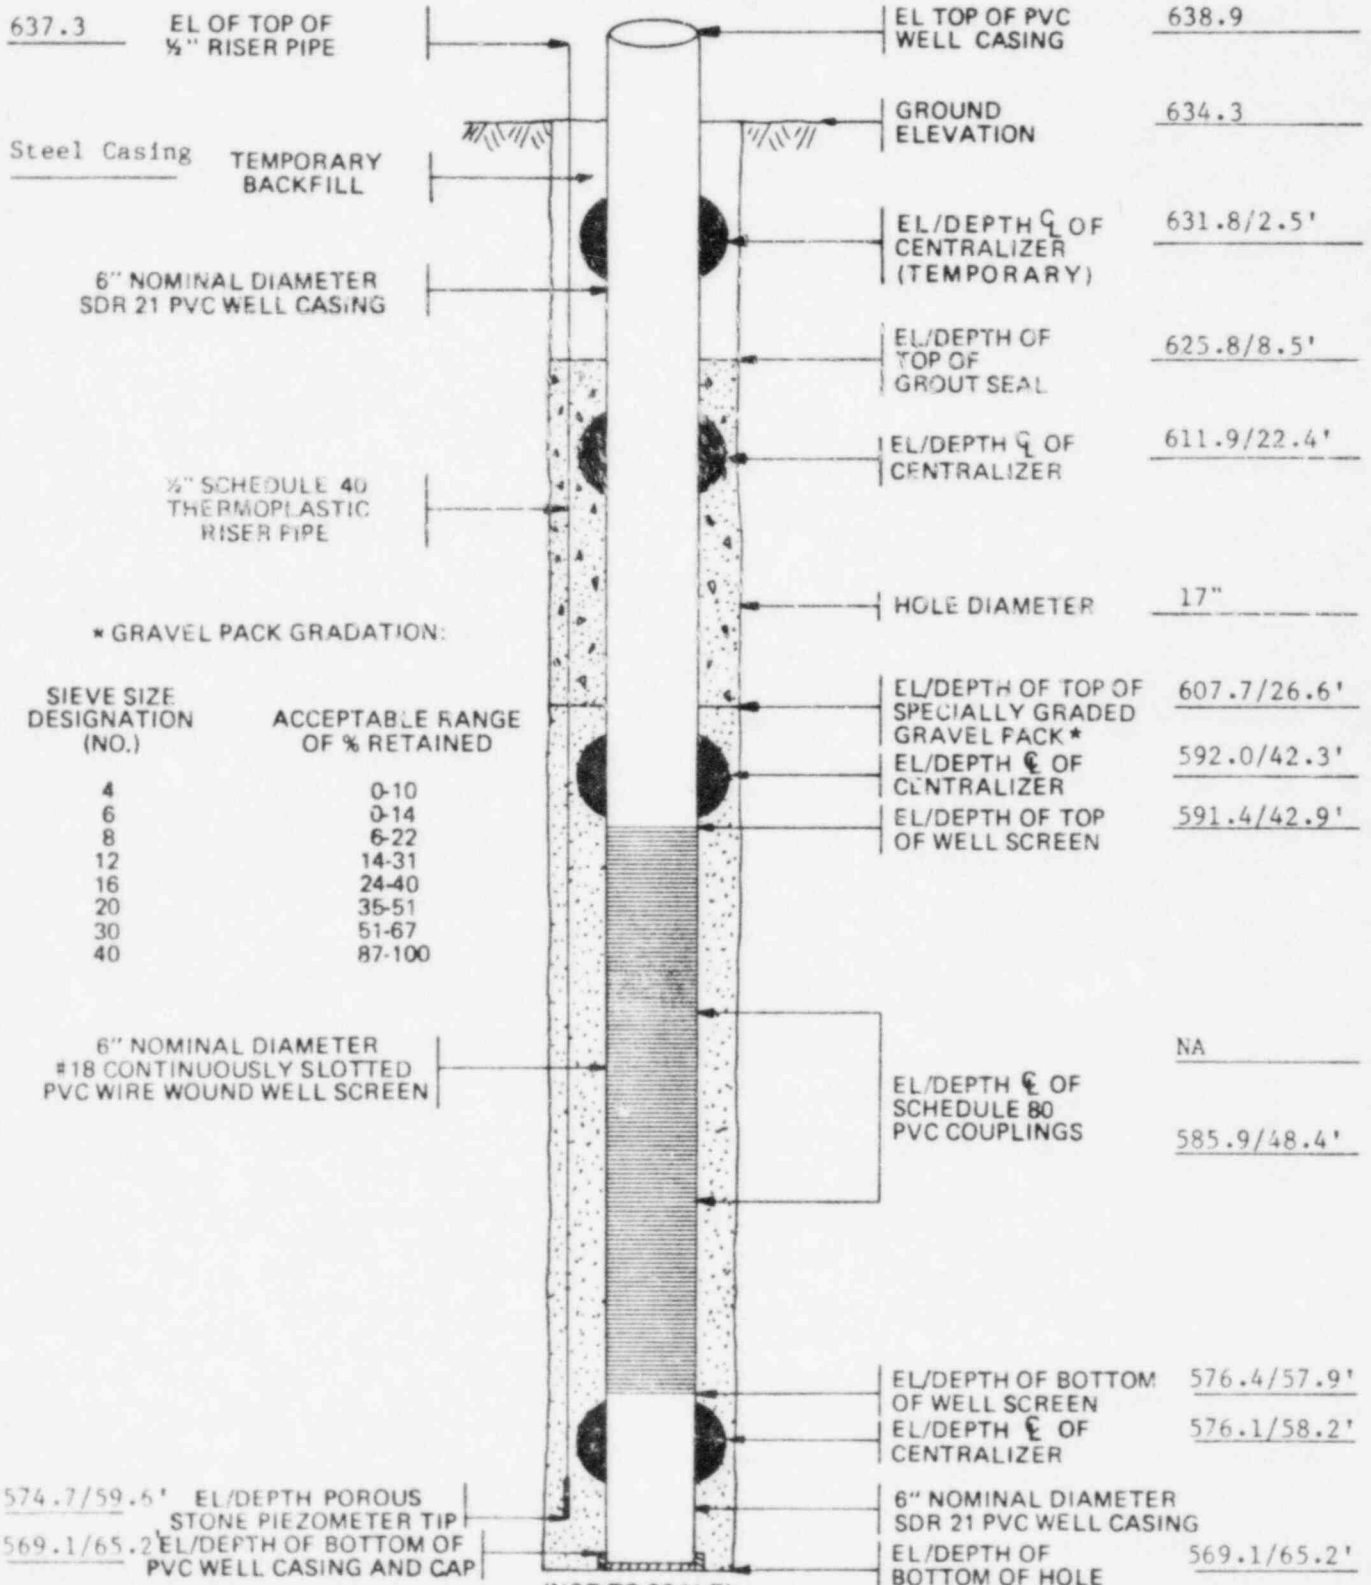 637.3
EL OF TOP OF
½" RISER PIPE
EL TOP OF PVC
WELL CASING
638.9
GROUND
ELEVATION
634.3
Steel Casing
TEMPORARY
BACKFILL
EL/DEPTH ℄ OF
CENTRALIZER
(TEMPORARY)
631.8/2.5'
6" NOMINAL DIAMETER
SDR 21 PVC WELL CASING
EL/DEPTH OF
TOP OF
GROUT SEAL
625.8/8.5'
EL/DEPTH ℄ OF
CENTRALIZER
611.9/22.4'
½" SCHEDULE 40
THERMOPLASTIC
RISER PIPE
HOLE DIAMETER
17"
* GRAVEL PACK GRADATION:
SIEVE SIZE
DESIGNATION
(NO.)
ACCEPTABLE RANGE
OF % RETAINED
4 0-10
6 0-14
8 6-22
12 14-31
16 24-40
20 35-51
30 51-67
40 87-100
EL/DEPTH OF TOP OF
SPECIALLY GRADED
GRAVEL PACK *
607.7/26.6'
EL/DEPTH ℄ OF
CENTRALIZER
592.0/42.3'
EL/DEPTH OF TOP
OF WELL SCREEN
591.4/42.9'
6" NOMINAL DIAMETER
#18 CONTINUOUSLY SLOTTED
PVC WIRE WOUND WELL SCREEN
EL/DEPTH ℄ OF
SCHEDULE 80
PVC COUPLINGS
NA
585.9/48.4'
EL/DEPTH OF BOTTOM
OF WELL SCREEN
576.4/57.9'
EL/DEPTH ℄ OF
CENTRALIZER
576.1/58.2'
574.7/59.6'
EL/DEPTH POROUS
STONE PIEZOMETER TIP
6" NOMINAL DIAMETER
SDR 21 PVC WELL CASING
569.1/65.2'
EL/DEPTH OF BOTTOM OF
PVC WELL CASING AND CAP
EL/DEPTH OF
BOTTOM OF HOLE
569.1/65.2'